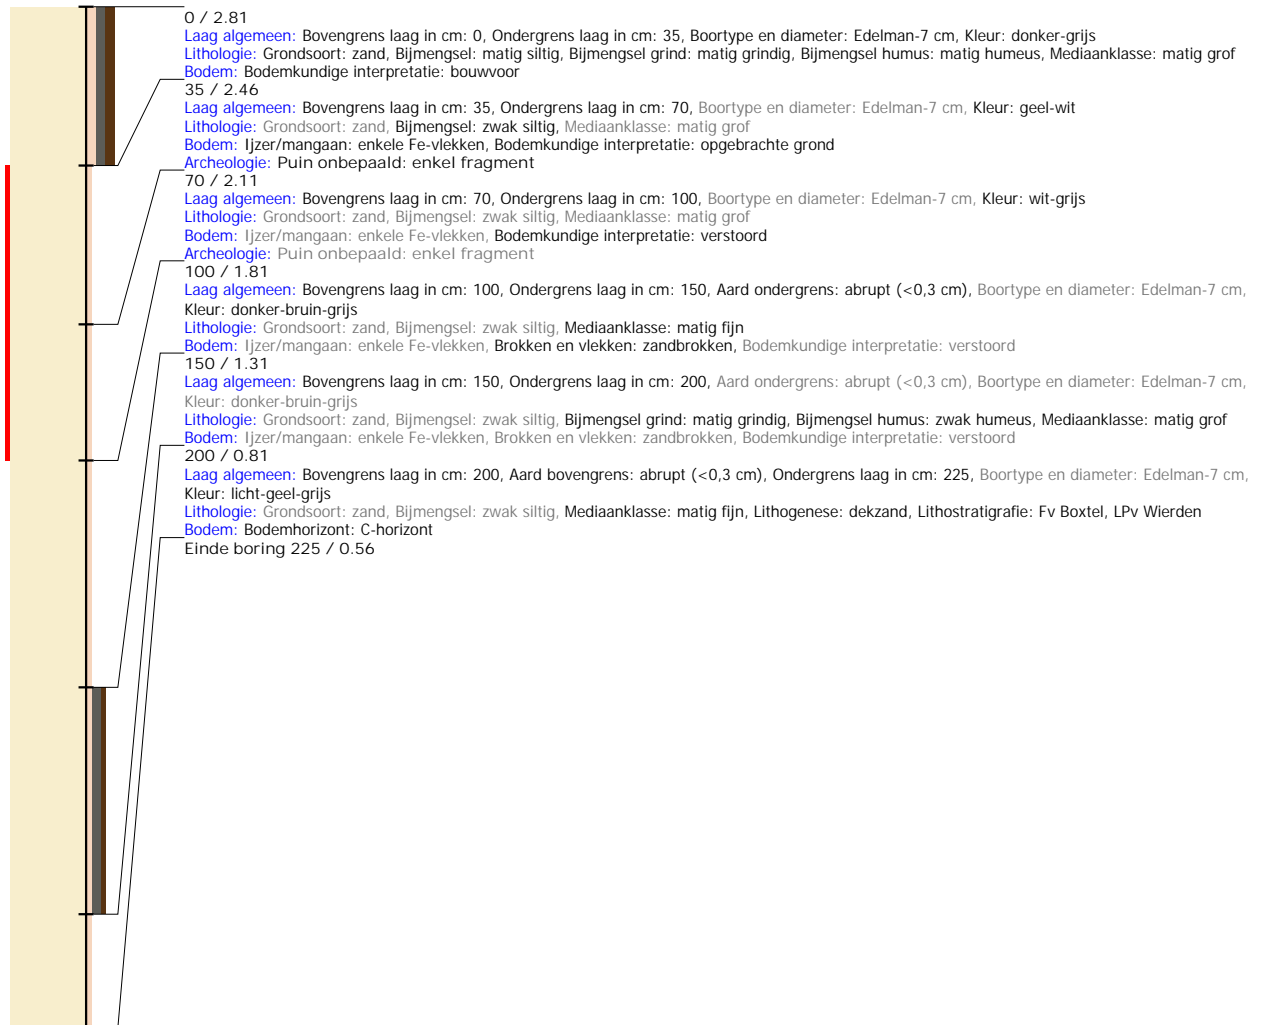 0 / 2.81
Laag algemeen: Bovengrens laag in cm: 0, Ondergrens laag in cm: 35, Boortype en diameter: Edelman-7 cm, Kleur: donker-grijs
Lithologie: Grondsoort: zand, Bijmengsel: matig siltig, Bijmengsel grind: matig grindig, Bijmengsel humus: matig humeus, Mediaanklasse: matig grof
Bodem: Bodemkundige interpretatie: bouwvoor
35 / 2.46
Laag algemeen: Bovengrens laag in cm: 35, Ondergrens laag in cm: 70, Boortype en diameter: Edelman-7 cm, Kleur: geel-wit
Lithologie: Grondsoort: zand, Bijmengsel: zwak siltig, Mediaanklasse: matig grof
Bodem: Ijzer/mangaan: enkele Fe-vlekken, Bodemkundige interpretatie: opgebrachte grond
Archeologie: Puin onbepaald: enkel fragment
70 / 2.11
Laag algemeen: Bovengrens laag in cm: 70, Ondergrens laag in cm: 100, Boortype en diameter: Edelman-7 cm, Kleur: wit-grijs
Lithologie: Grondsoort: zand, Bijmengsel: zwak siltig, Mediaanklasse: matig grof
Bodem: Ijzer/mangaan: enkele Fe-vlekken, Bodemkundige interpretatie: verstoord
Archeologie: Puin onbepaald: enkel fragment
100 / 1.81
Laag algemeen: Bovengrens laag in cm: 100, Ondergrens laag in cm: 150, Aard ondergrens: abrupt (<0,3 cm), Boortype en diameter: Edelman-7 cm,
Kleur: donker-bruin-grijs
Lithologie: Grondsoort: zand, Bijmengsel: zwak siltig, Mediaanklasse: matig fijn
Bodem: Ijzer/mangaan: enkele Fe-vlekken, Brokken en vlekken: zandbrokken, Bodemkundige interpretatie: verstoord
150 / 1.31
Laag algemeen: Bovengrens laag in cm: 150, Ondergrens laag in cm: 200, Aard ondergrens: abrupt (<0,3 cm), Boortype en diameter: Edelman-7 cm,
Kleur: donker-bruin-grijs
Lithologie: Grondsoort: zand, Bijmengsel: zwak siltig, Bijmengsel grind: matig grindig, Bijmengsel humus: zwak humeus, Mediaanklasse: matig grof
Bodem: Ijzer/mangaan: enkele Fe-vlekken, Brokken en vlekken: zandbrokken, Bodemkundige interpretatie: verstoord
200 / 0.81
Laag algemeen: Bovengrens laag in cm: 200, Aard bovengrens: abrupt (<0,3 cm), Ondergrens laag in cm: 225, Boortype en diameter: Edelman-7 cm,
Kleur: licht-geel-grijs
Lithologie: Grondsoort: zand, Bijmengsel: zwak siltig, Mediaanklasse: matig fijn, Lithogenese: dekzand, Lithostratigrafie: Fv Boxtel, LPv Wierden
Bodem: Bodemhorizont: C-horizont
Einde boring 225 / 0.56